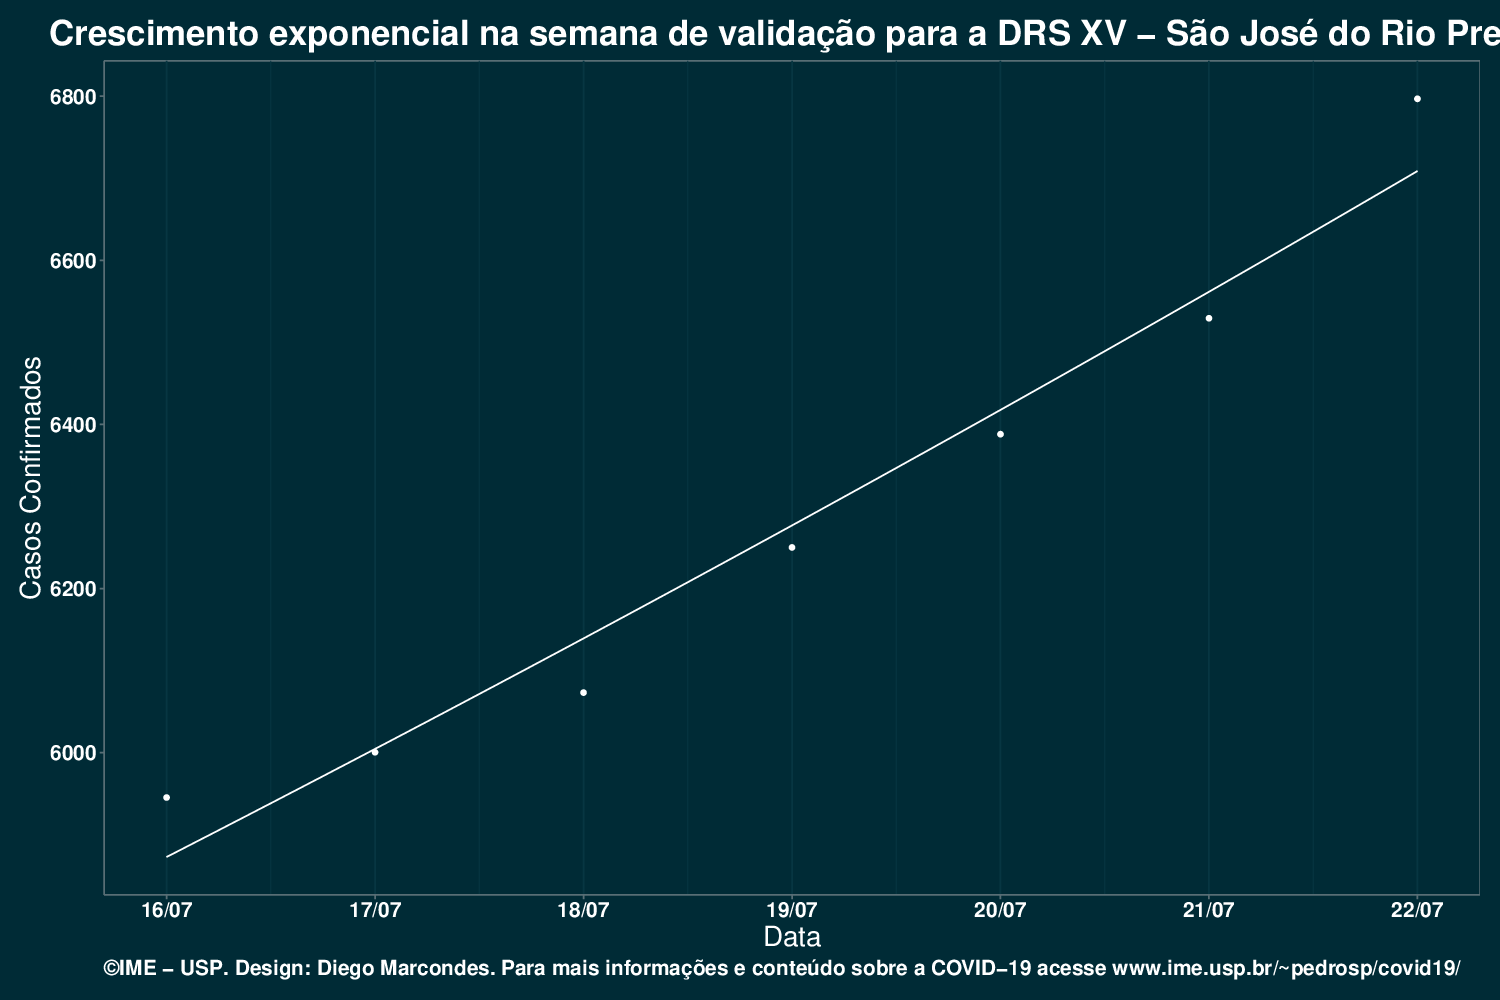 Crescimento exponencial na semana de validação para a DRS XV – São José do Rio Pre
6800
6600
6400
6200
6000
Casos Confirmados
16/07 17/07 18/07 19/07 20/07 21/07 22/07
Data
©IME – USP. Design: Diego Marcondes. Para mais informações e conteúdo sobre a COVID–19 acesse www.ime.usp.br/~pedrosp/covid19/